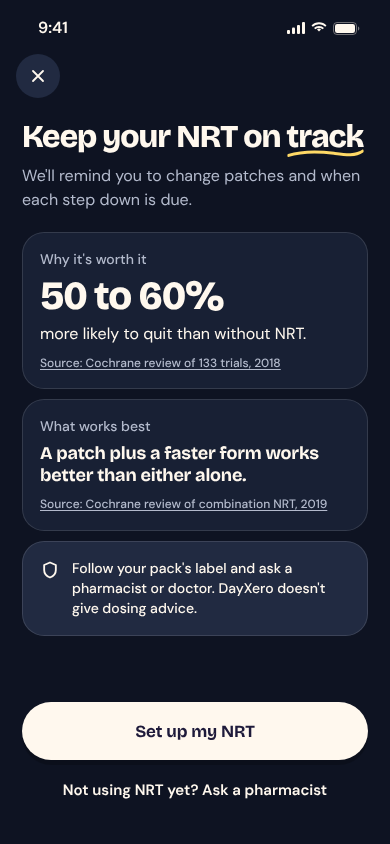 9:41
Keep your NRT on track
We'll remind you to change patches and when
each step down is due.
Why it's worth it
50 to 60%
more likely to quit than without NRT.
Source: Cochrane review of 133 trials, 2018
What works best
A patch plus a faster form works
better than either alone.
Source: Cochrane review of combination NRT, 2019
Follow your pack's label and ask a
pharmacist or doctor. DayXero doesn't
give dosing advice.
Set up my NRT
Not using NRT yet? Ask a pharmacist